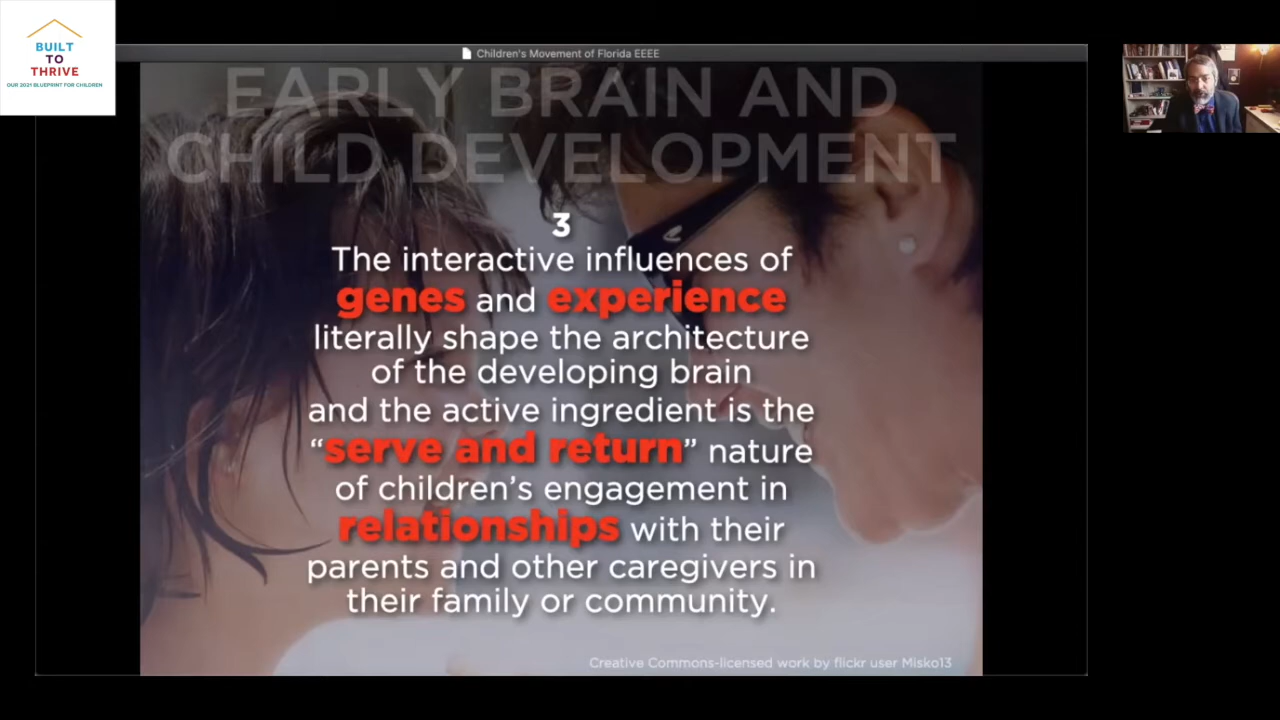 BUILT
TO
THRIVE
OUR 2021 BLUEPRINT FOR CHILDREN
Children's Movement of Florida EEEE
EARLY BRAIN AND
CHILD DEVELOPMENT
3
The interactive influences of
genes and experience
literally shape the architecture
of the developing brain
and the active ingredient is the
“serve and return” nature
of children’s engagement in
relationships with their
parents and other caregivers in
their family or community.
Creative Commons-licensed work by flickr user Misko13